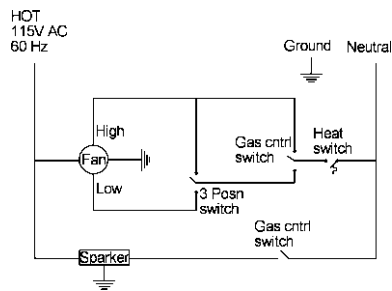 HOT
115V AC
60 Hz
Ground
Neutral
High
Gas cntrl
switch
Heat
switch
Fan
Low
3 Posn
switch
Gas cntrl
switch
Sparker